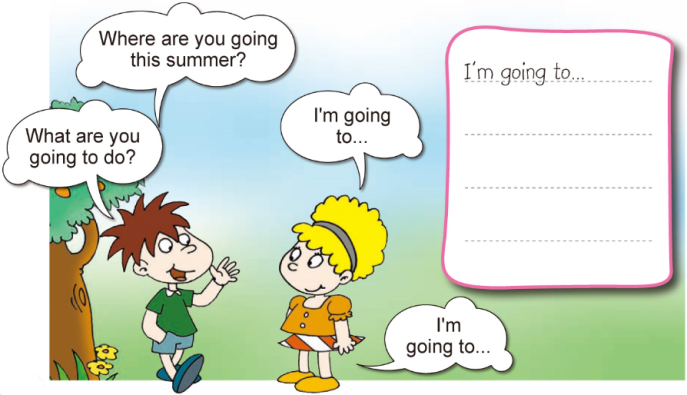 Where are you going
this summer?
What are you
going to do?
I'm going
to...
I'm
going to...
I'm going to...